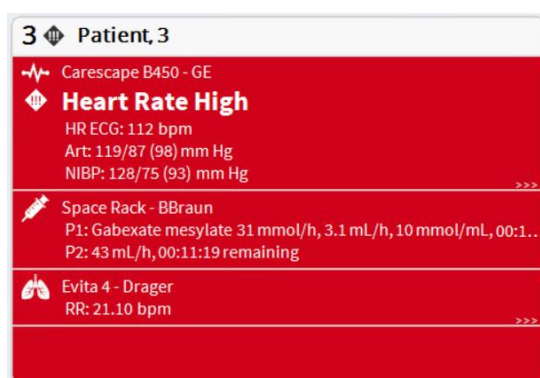 3 Patient, 3
Carescape B450 - GE
Heart Rate High
HR ECG: 112 bpm
Art: 119/87 (98) mm Hg
NIBP: 128/75 (93) mm Hg
>>>
Space Rack - BBraun
P1: Gabexate mesylate 31 mmol/h, 3.1 mL/h, 10 mmol/mL, 00:1...
P2: 43 mL/h, 00:11:19 remaining
Evita 4 - Drager
RR: 21.10 bpm
>>>